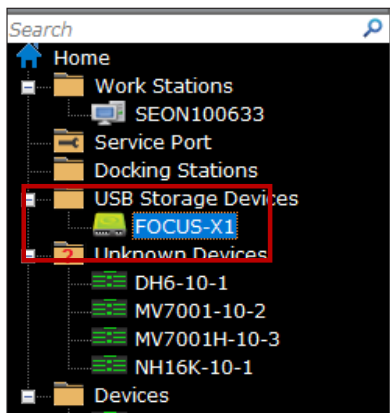 Search
Home
Work Stations
SEON100633
Service Port
Docking Stations
USB Storage Devices
FOCUS-X1
Unknown Devices
DH6-10-1
MV7001-10-2
MV7001H-10-3
NH16K-10-1
Devices